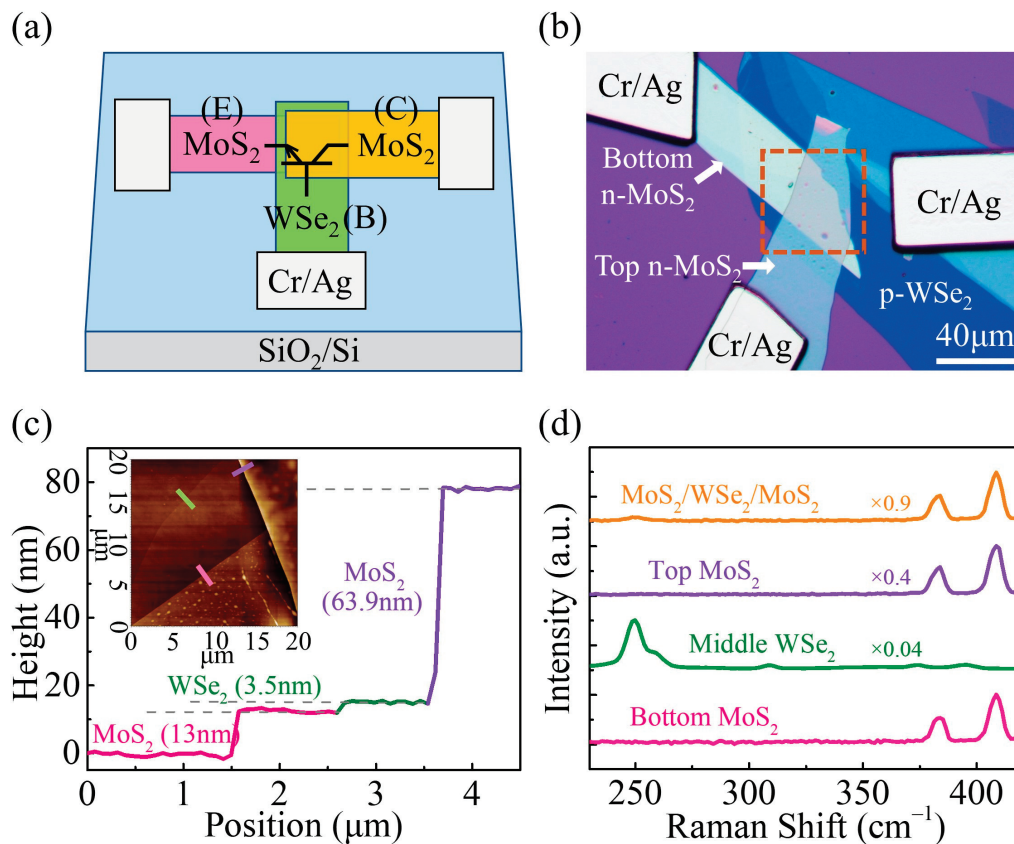 (a)
(E)
(C)
MoS₂
MoS₂
WSe₂(B)
Cr/Ag
SiO₂/Si
(b)
Cr/Ag
Bottom
n-MoS₂
Cr/Ag
Top n-MoS₂
p-WSe₂
Cr/Ag
40μm
(c)
Height (nm)
80
60
40
20
0
20
15
10
5
0
μm
0
5
10
15
20
μm
MoS₂
(63.9nm)
WSe₂ (3.5nm)
MoS₂ (13nm)
0
1
2
3
4
Position (μm)
(d)
Intensity (a.u.)
MoS₂/WSe₂/MoS₂
×0.9
Top MoS₂
×0.4
Middle WSe₂
×0.04
Bottom MoS₂
250
300
350
400
Raman Shift (cm⁻¹)